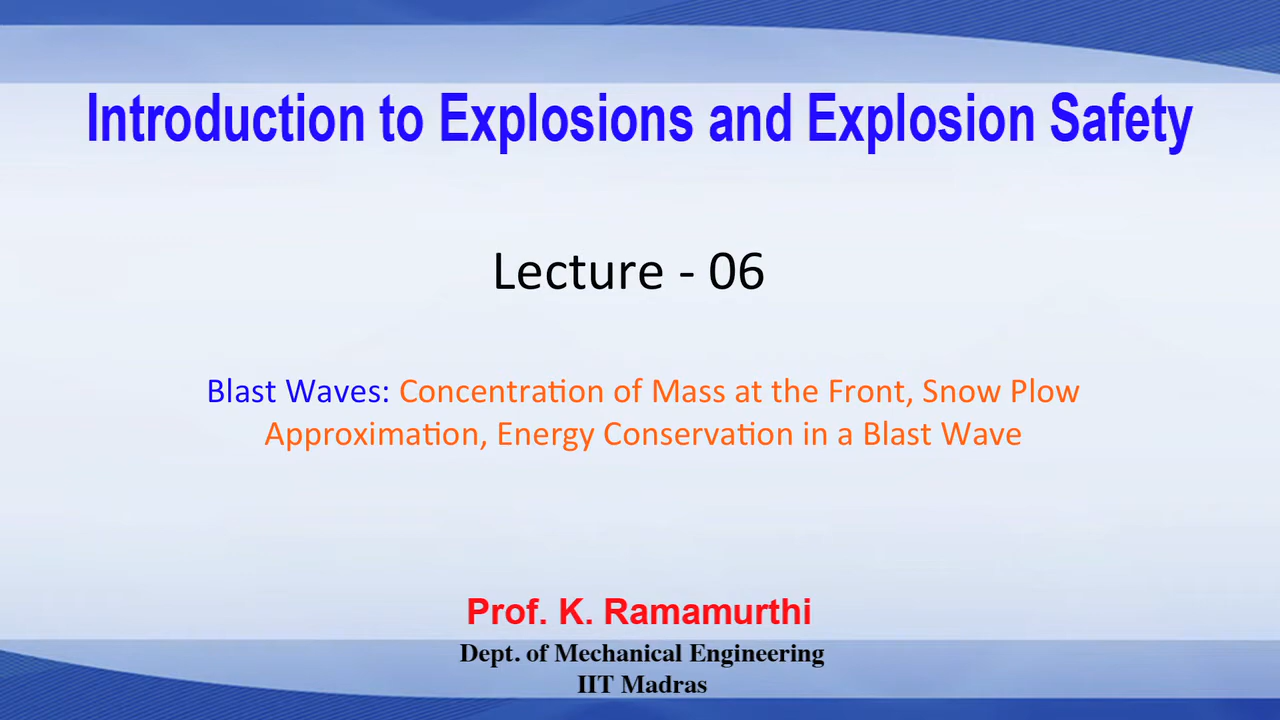 Introduction to Explosions and Explosion Safety
Lecture - 06
Blast Waves: Concentration of Mass at the Front, Snow Plow
Approximation, Energy Conservation in a Blast Wave
Prof. K. Ramamurthi
Dept. of Mechanical Engineering
IIT Madras